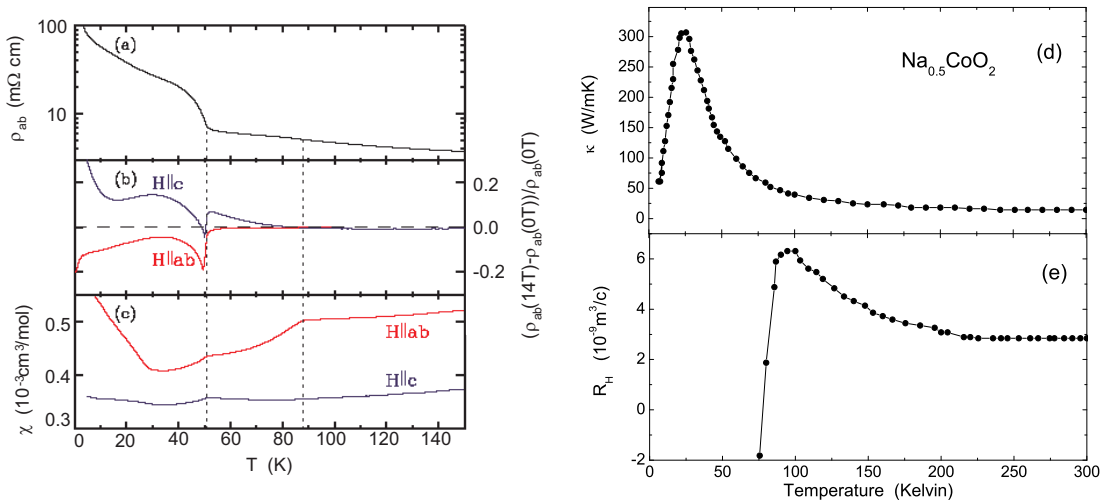 100
10
ρab (mΩ cm)
(a)
(b)
H||c
H||ab
0.2
0.0
-0.2
(ρab(14T)-ρab(0T))/ρab(0T)
(c)
H||ab
H||c
0.5
0.4
0.3
χ (10-3cm3/mol)
0 20 40 60 80 100 120 140
T (K)
300
250
200
150
100
50
0
κ (W/mK)
Na0.5CoO2
(d)
6
4
2
0
-2
RH (10-9m3/c)
(e)
0 50 100 150 200 250 300
Temperature (Kelvin)